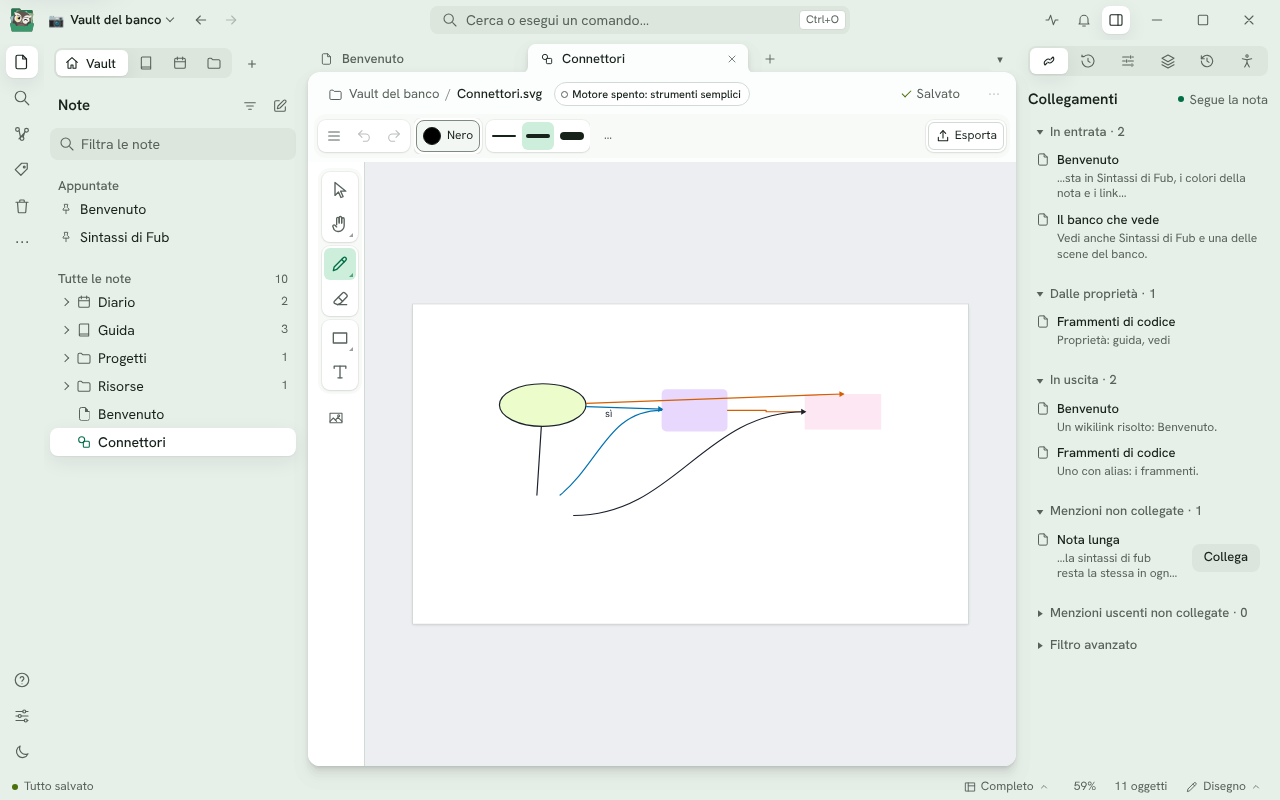 Vault del banco
Cerca o esegui un comando...
Ctrl+O
Vault
Benvenuto
Connettori
Note
Filtra le note
Appuntate
Benvenuto
Sintassi di Fub
Tutte le note 10
Diario 2
Guida 3
Progetti 1
Risorse 1
Benvenuto
Connettori
Vault del banco / Connettori.svg
Motore spento: strumenti semplici
Salvato
Nero
Esporta
sì
Collegamenti
Segue la nota
In entrata · 2
Benvenuto
...sta in Sintassi di Fub, i colori della
nota e i link...
Il banco che vede
Vedi anche Sintassi di Fub e una delle
scene del banco.
Dalle proprietà · 1
Frammenti di codice
Proprietà: guida, vedi
In uscita · 2
Benvenuto
Un wikilink risolto: Benvenuto.
Frammenti di codice
Uno con alias: i frammenti.
Menzioni non collegate · 1
Nota lunga
...la sintassi di fub
resta la stessa in ogn...
Collega
Menzioni uscenti non collegate · 0
Filtro avanzato
Tutto salvato
Completo
59%
11 oggetti
Disegno